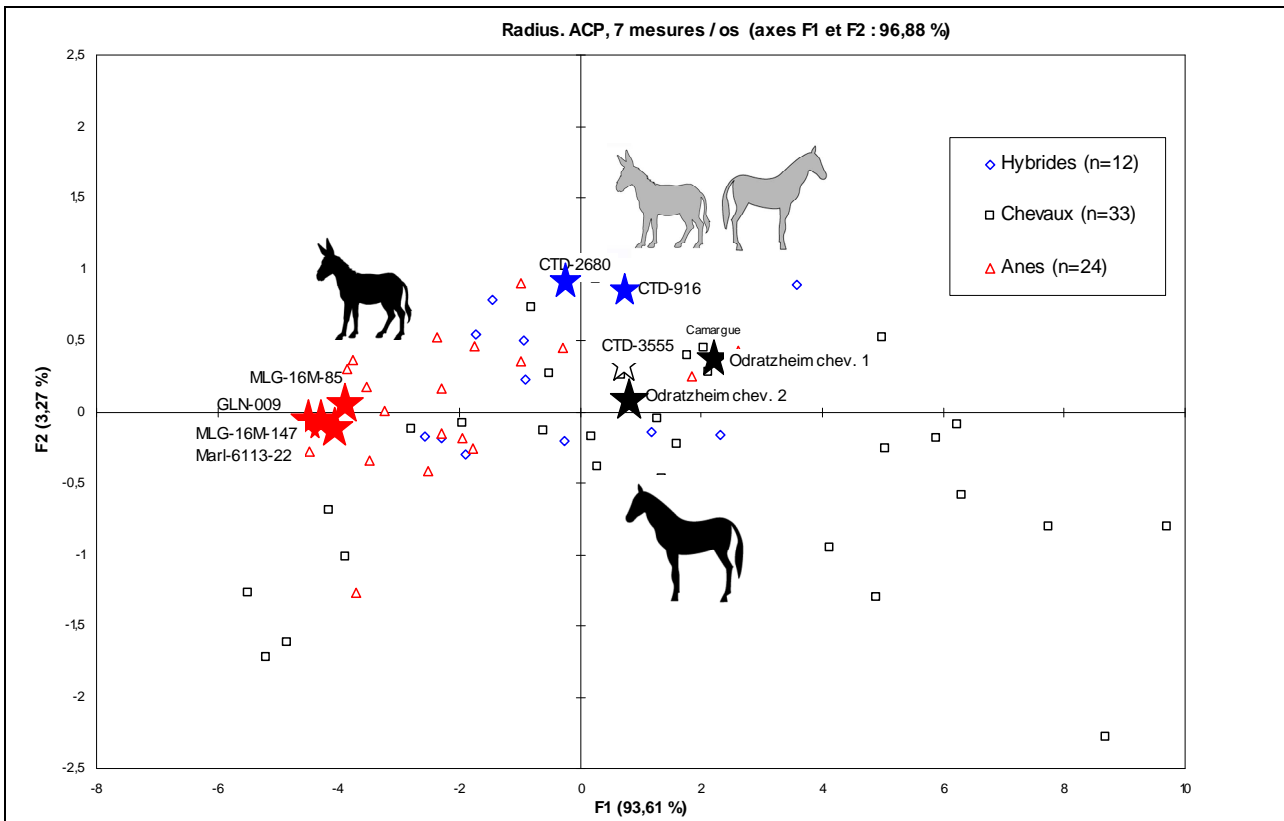 Radius. ACP, 7 mesures / os (axes F1 et F2 : 96,88 %)
2,5
2
1,5
1
0,5
0
-0,5
-1
-1,5
-2
-2,5
F2 (3,27 %)
Hybrides (n=12)
Chevaux (n=33)
Anes (n=24)
CTD-2680
CTD-916
Camargue
CTD-3555
Odratzheim chev. 1
MLG-16M-85
Odratzheim chev. 2
GLN-009
MLG-16M-147
Marl-6113-22
-8
-6
-4
-2
0
2
4
6
8
10
F1 (93,61 %)